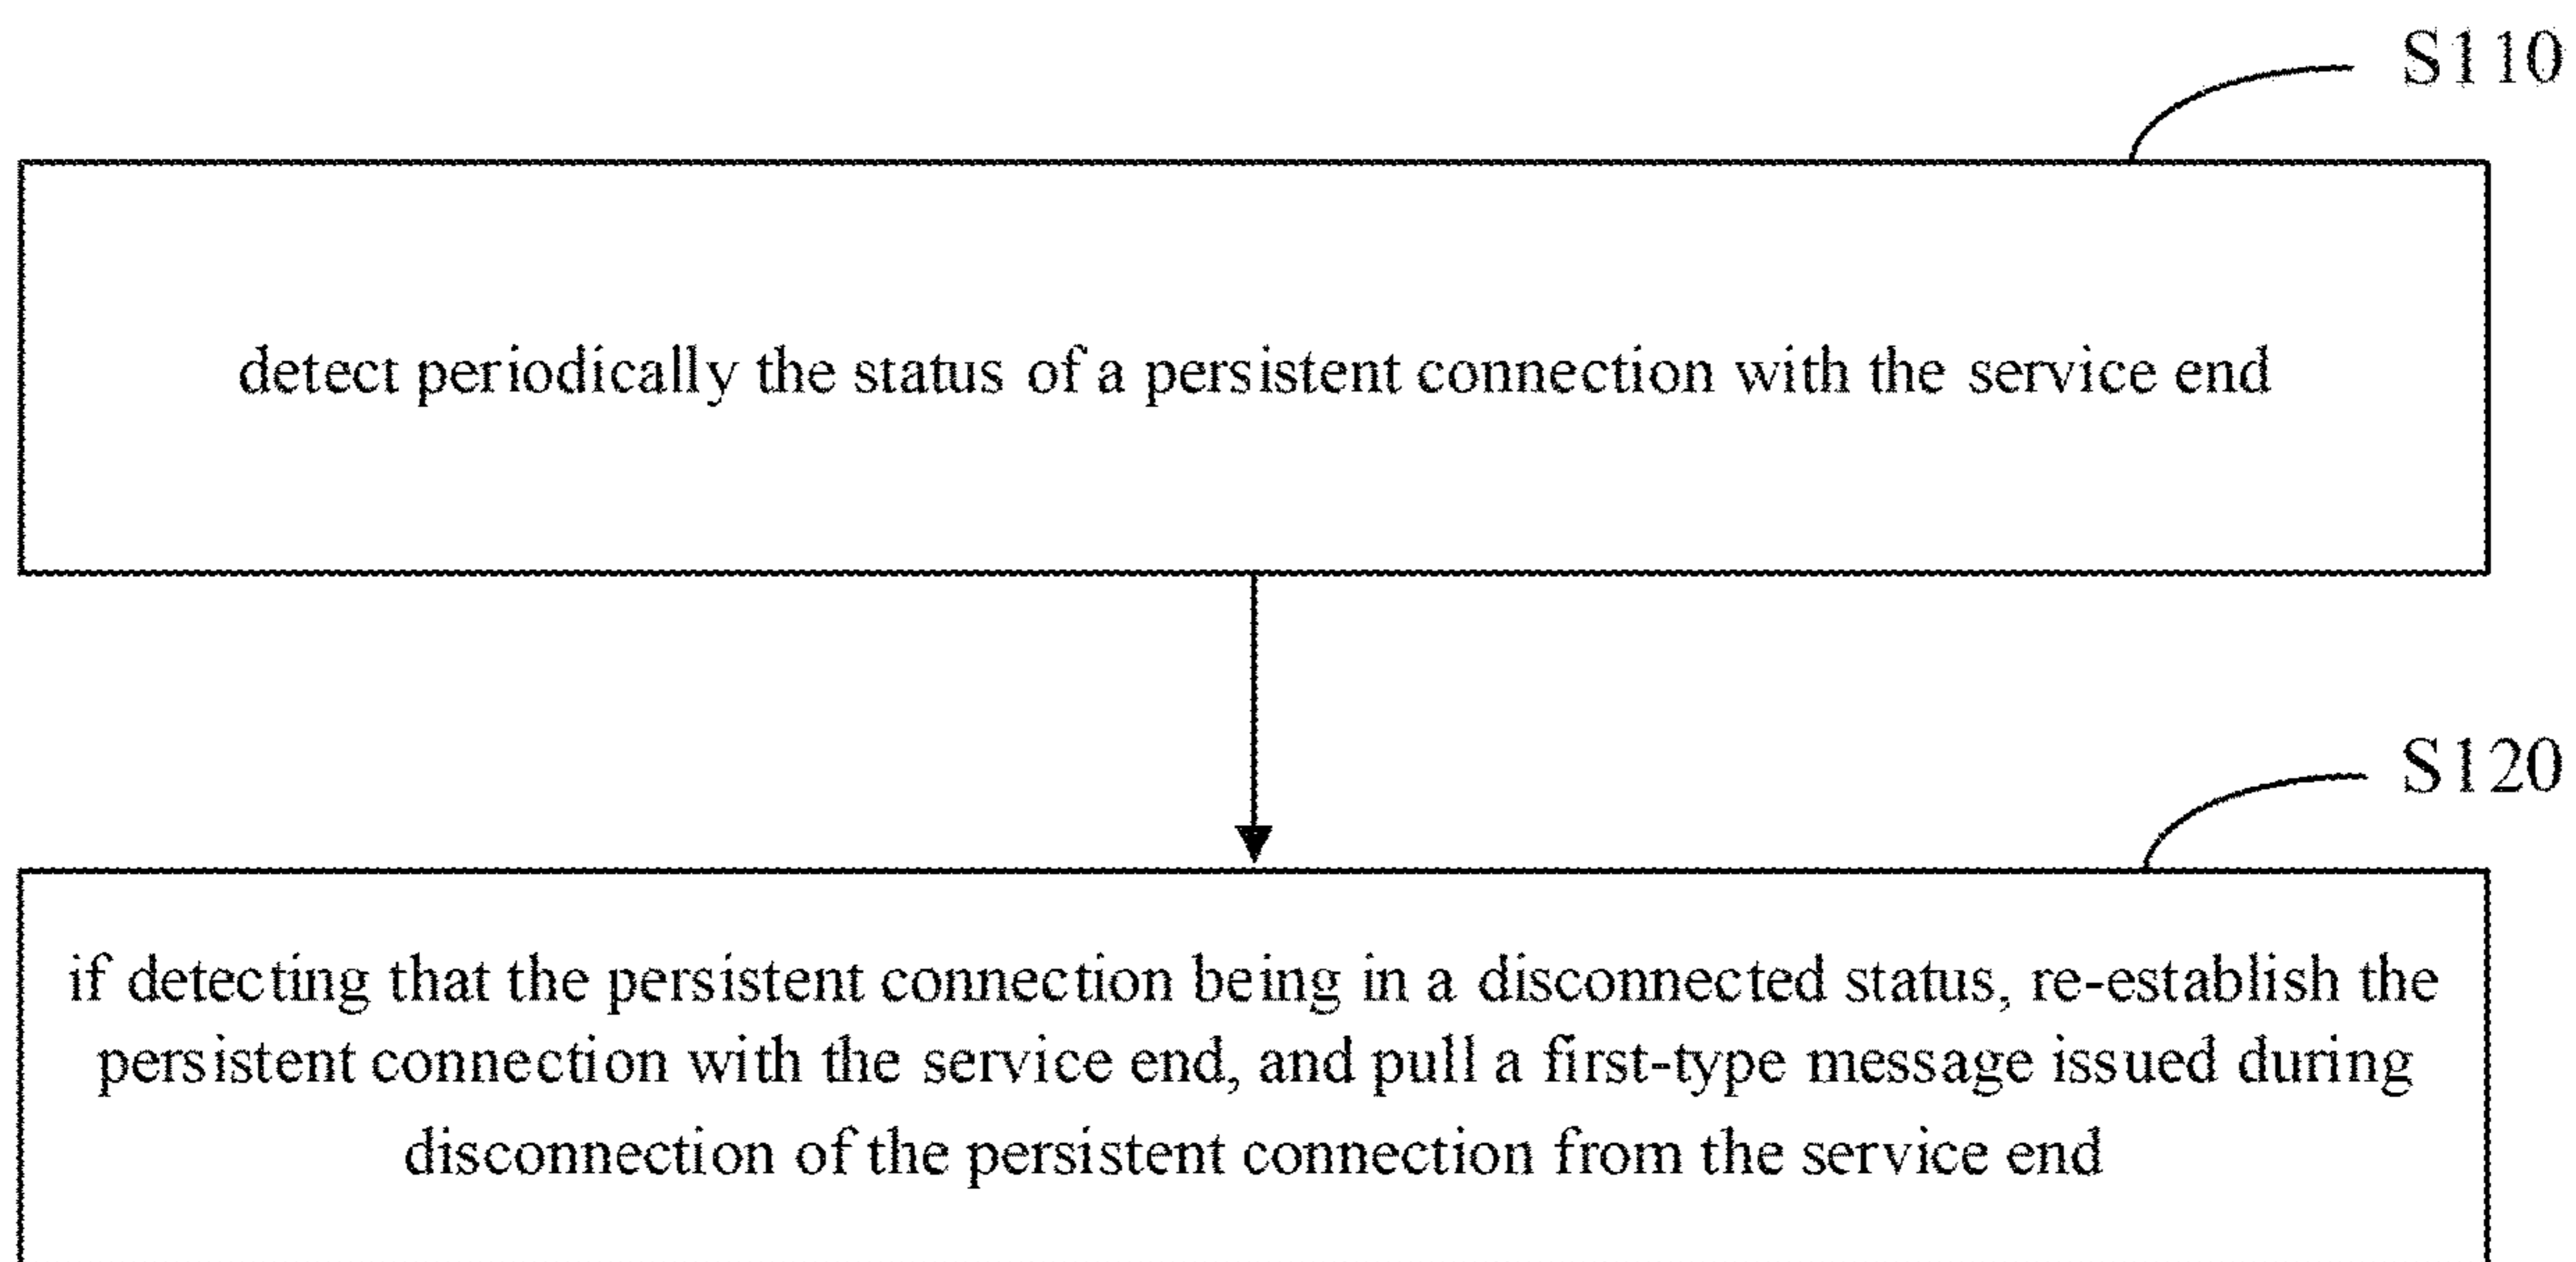 S110
detect periodically the status of a persistent connection with the service end
S120
if detecting that the persistent connection being in a disconnected status, re-establish the
persistent connection with the service end, and pull a first-type message issued during
disconnection of the persistent connection from the service end